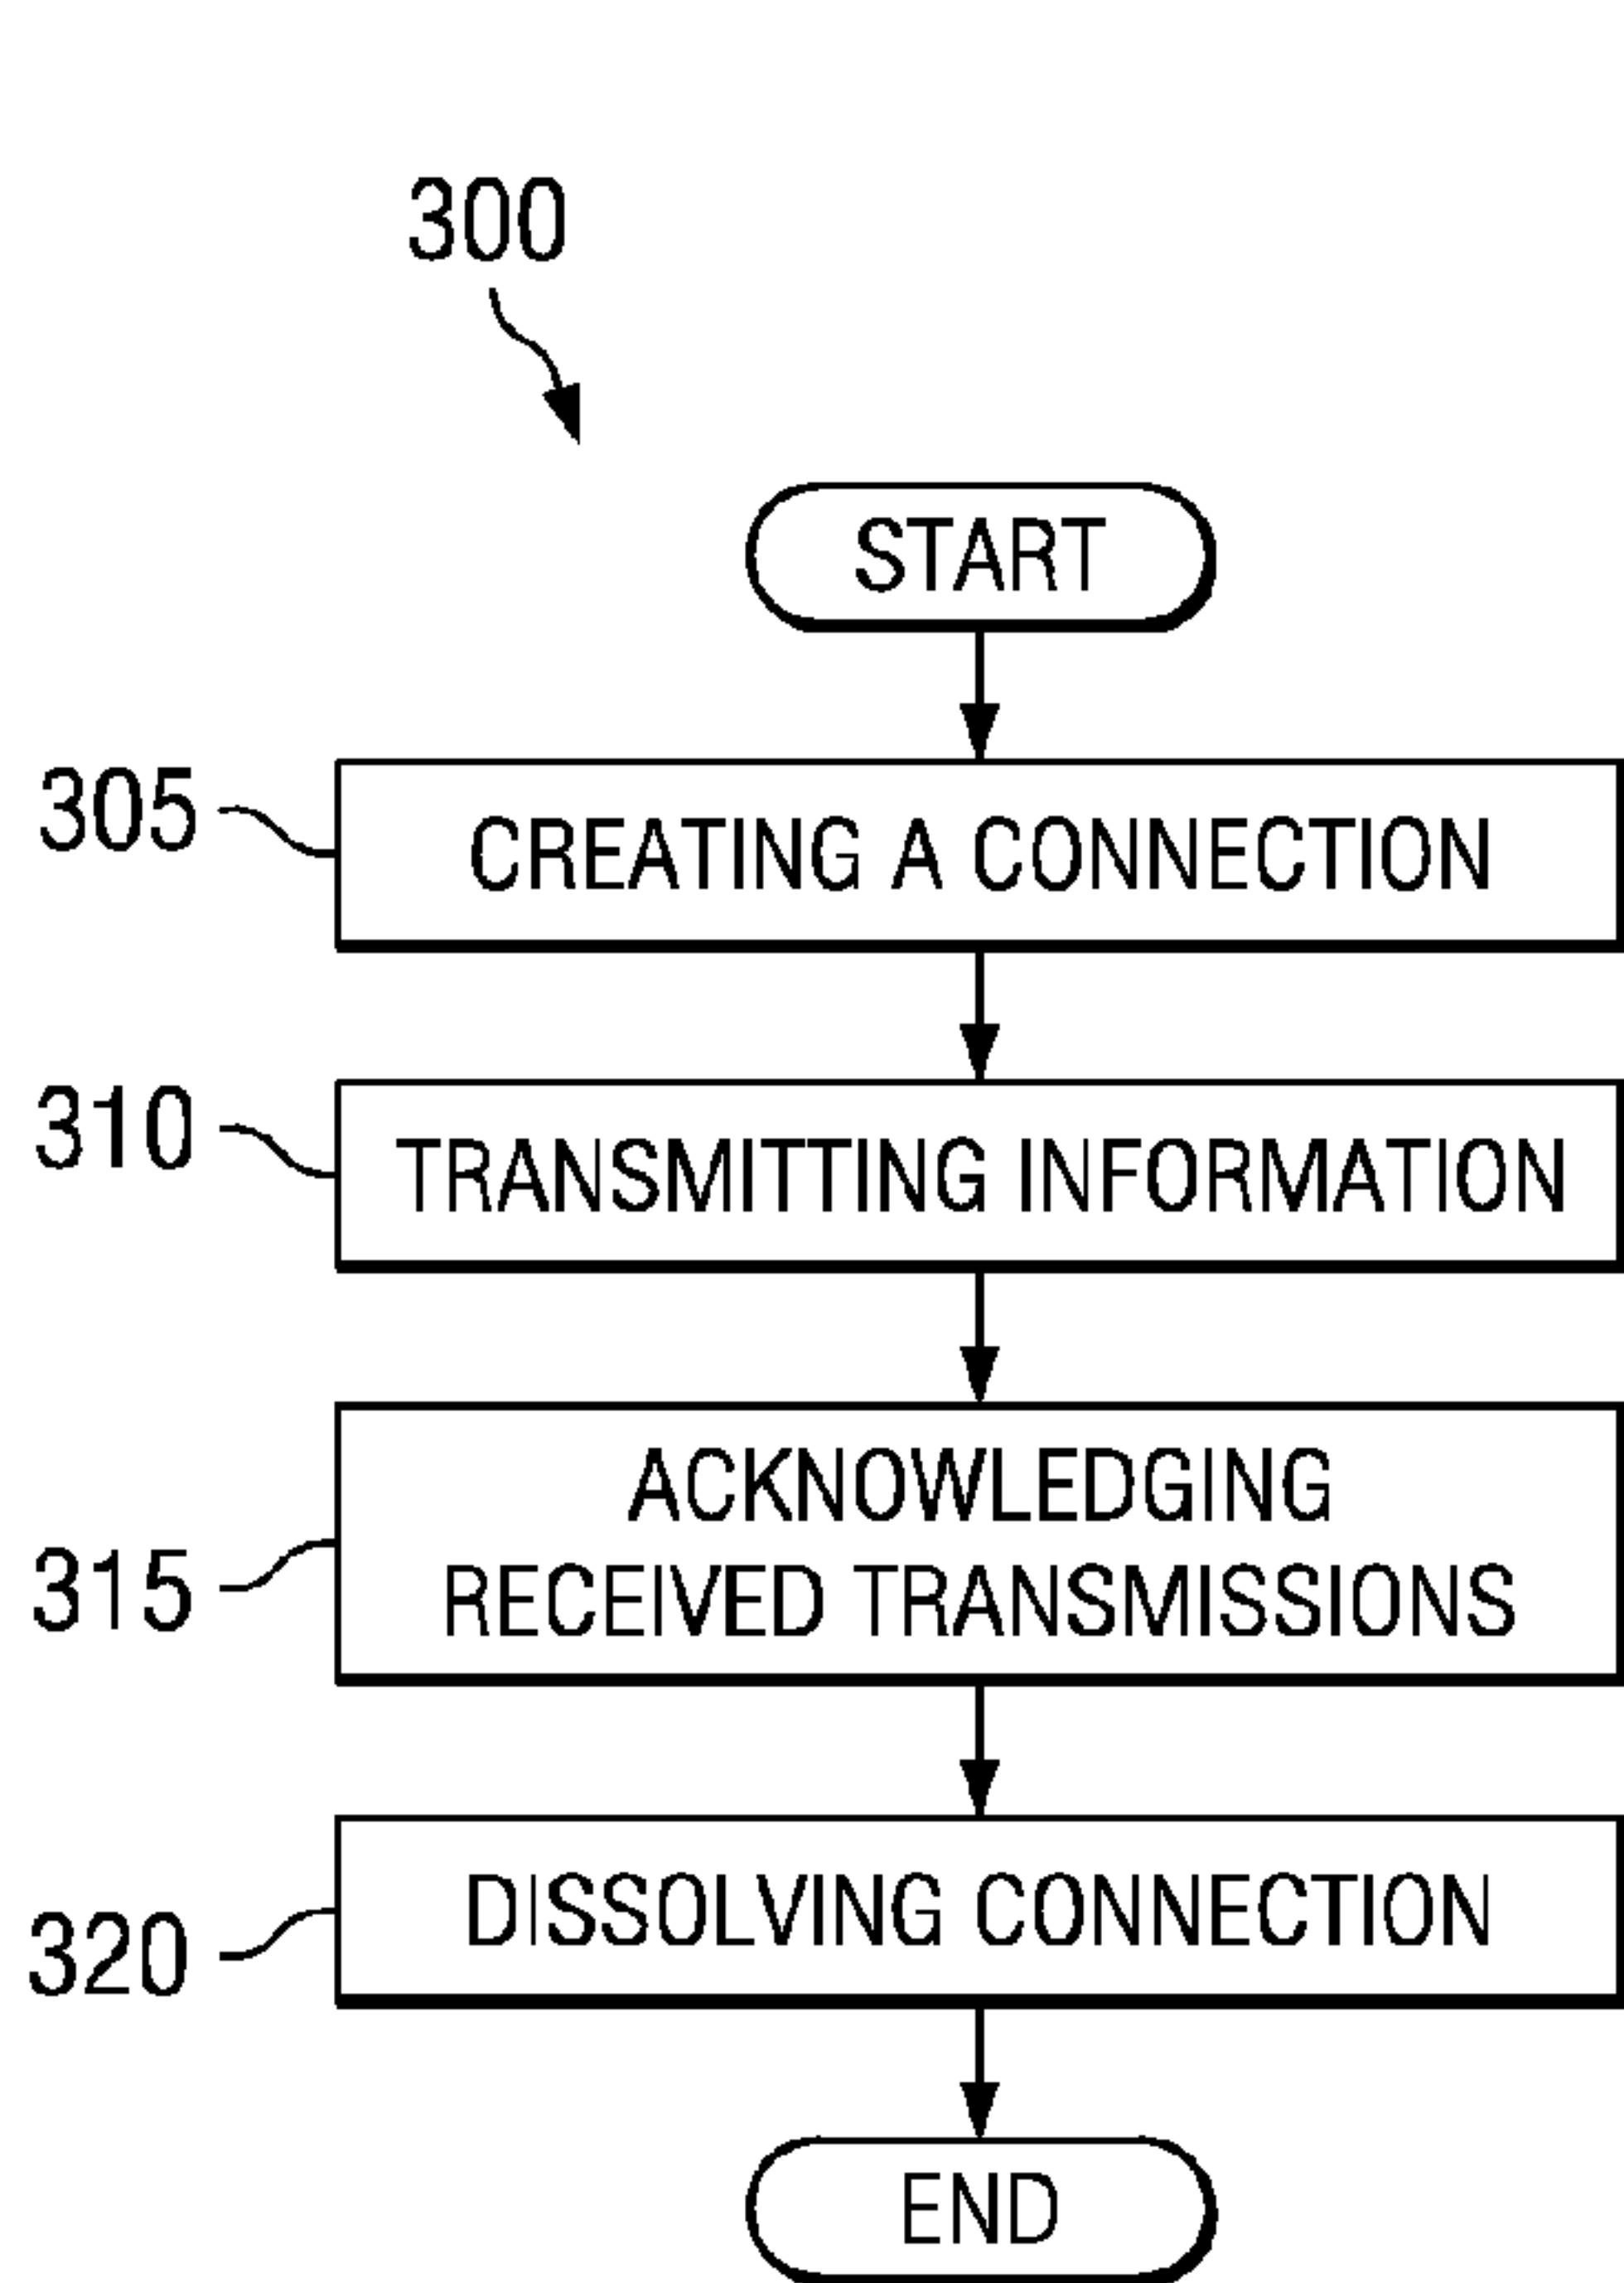 300
START
305
CREATING A CONNECTION
310
TRANSMITTING INFORMATION
ACKNOWLEDGING
315
RECEIVED TRANSMISSIONS
320
DISSOLVING CONNECTION
END